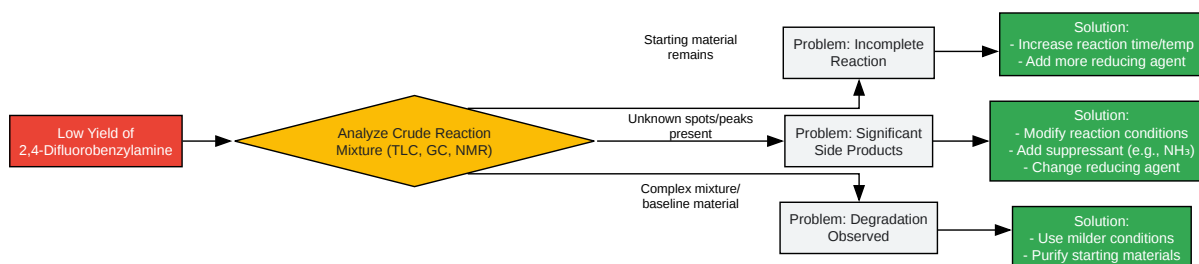 Low Yield of
2,4-Difluorobenzylamine
Analyze Crude Reaction
Mixture (TLC, GC, NMR)
Starting material
remains
Problem: Incomplete
Reaction
Solution:
- Increase reaction time/temp
- Add more reducing agent
Unknown spots/peaks
present
Problem: Significant
Side Products
Solution:
- Modify reaction conditions
- Add suppressant (e.g., NH₃)
- Change reducing agent
Complex mixture/
baseline material
Problem: Degradation
Observed
Solution:
- Use milder conditions
- Purify starting materials